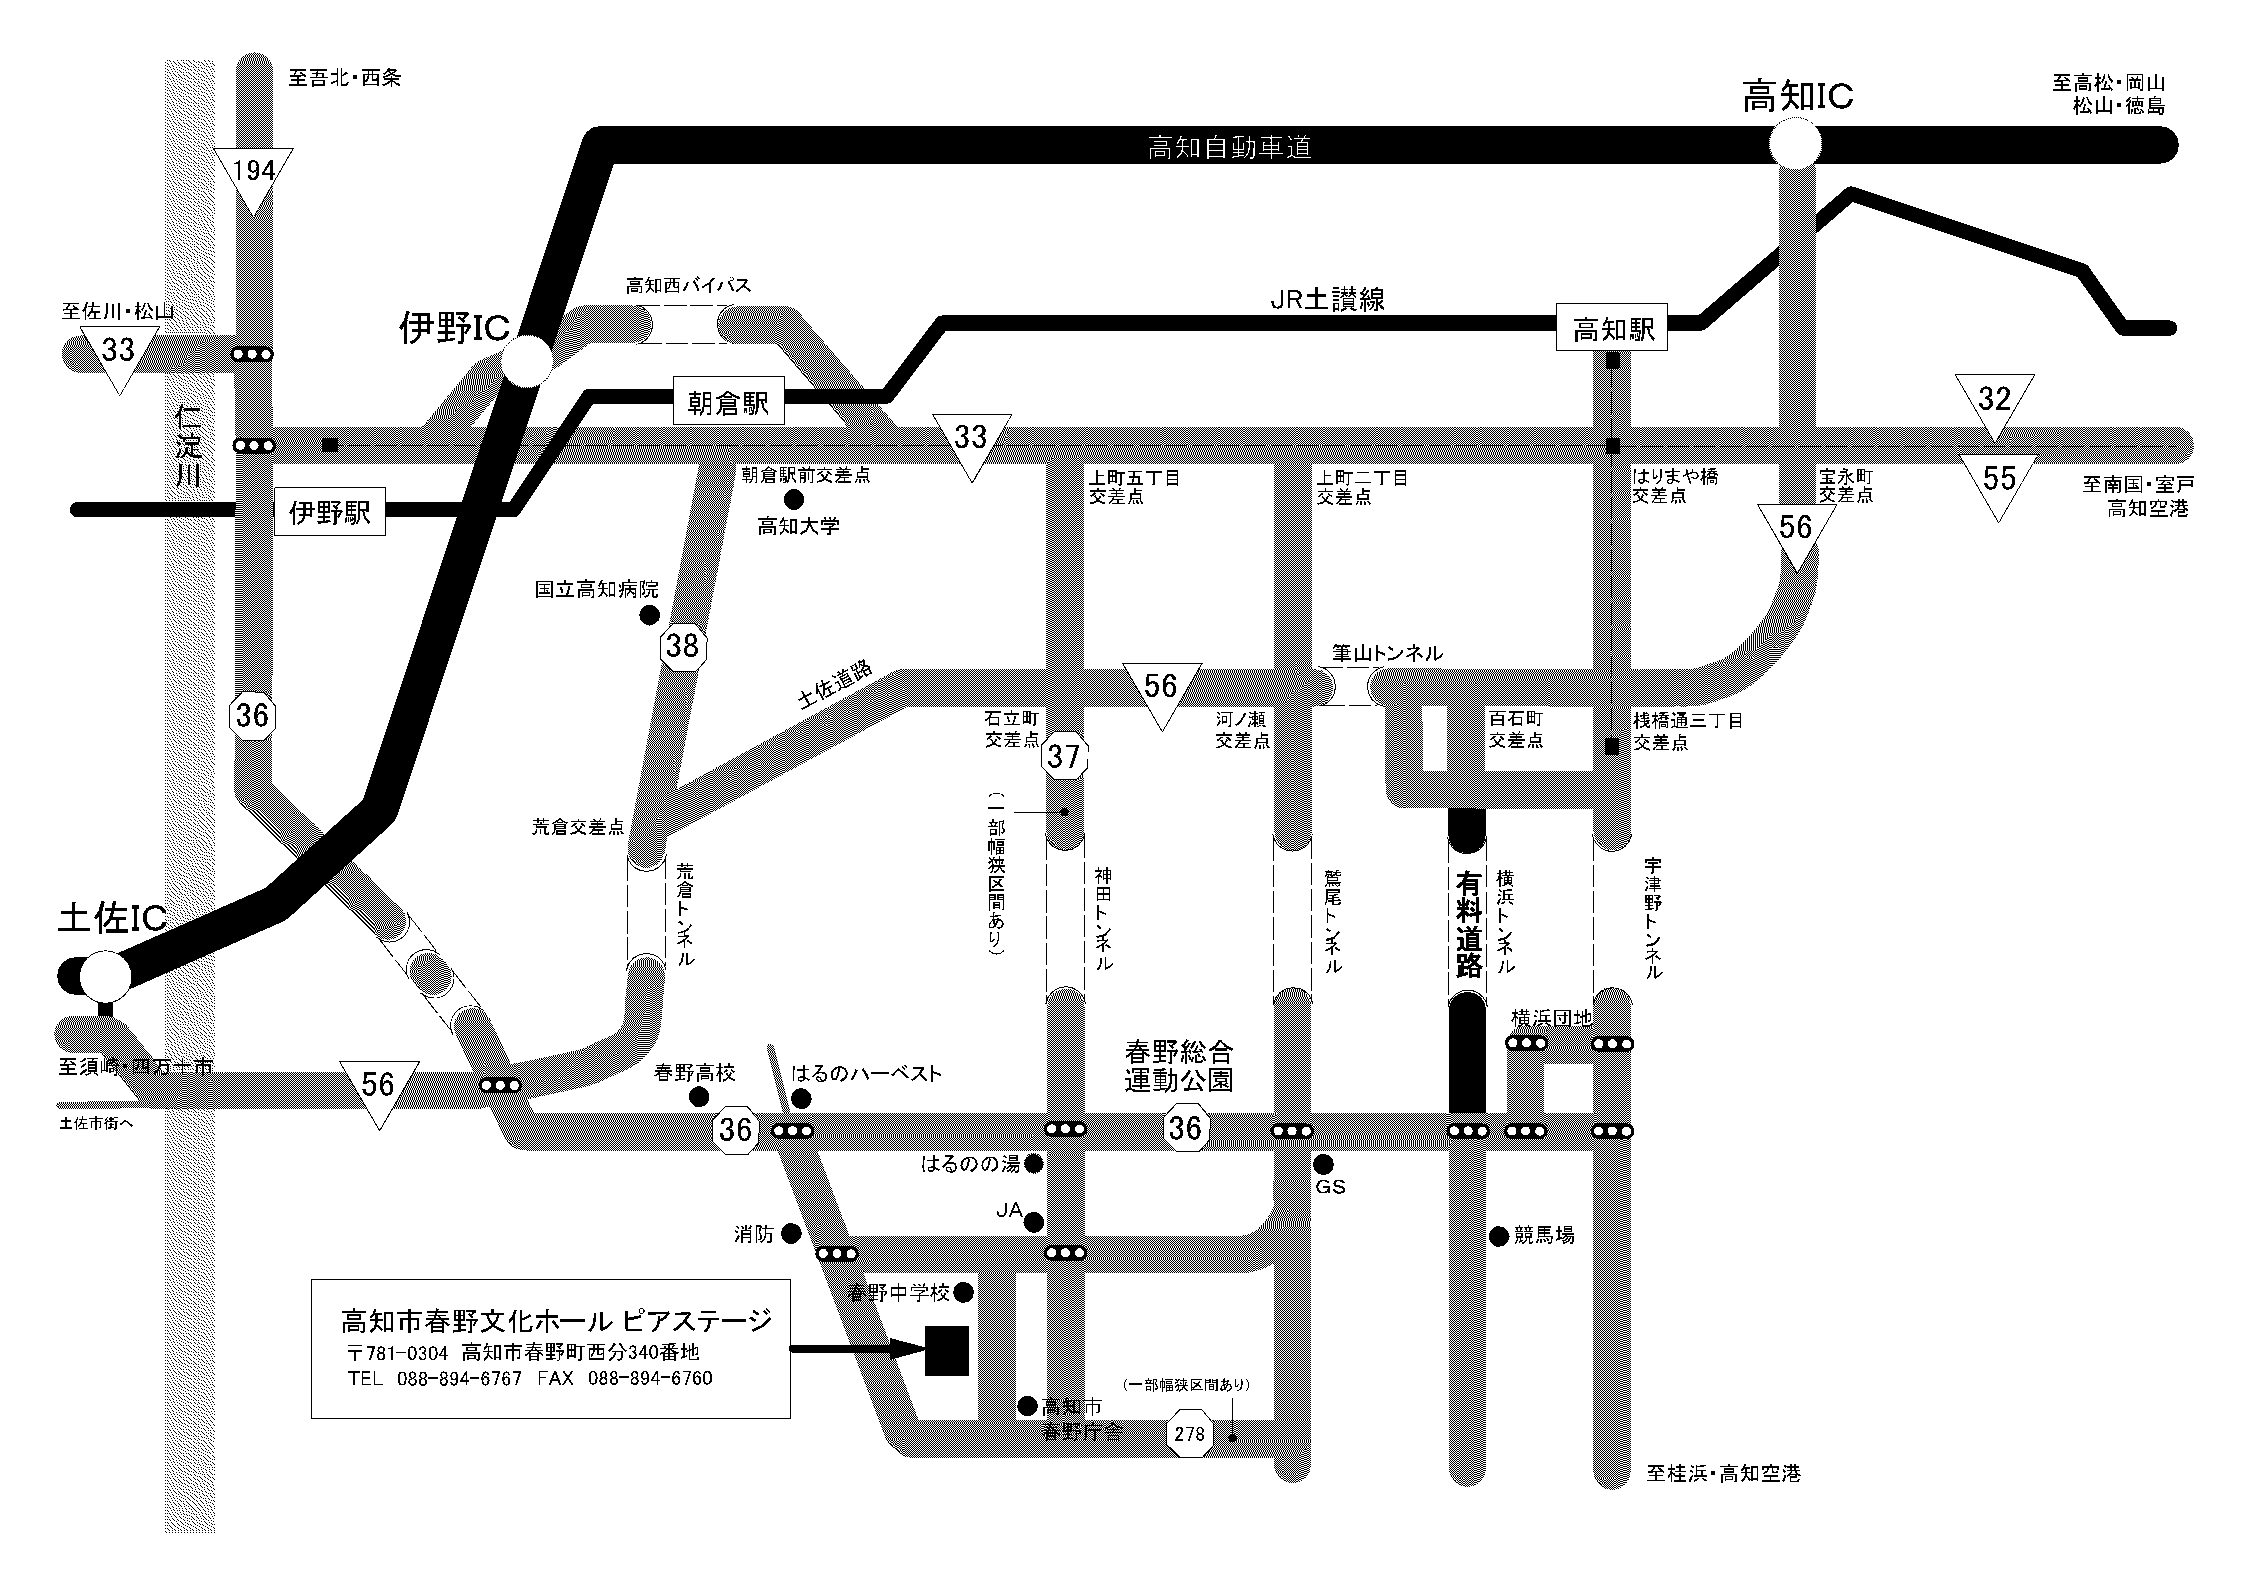 至吾北・西条
高知IC
至高松・岡山
松山・徳島
高知自動車道
194
高知西バイパス
JR土讃線
至佐川・松山
33
伊野IC
高知駅
朝倉駅
32
仁淀川
33
朝倉駅前交差点
上町五丁目
交差点
上町二丁目
交差点
はりまや橋
交差点
宝永町
交差点
55
至南国・室戸
高知空港
伊野駅
高知大学
56
国立高知病院
38
土佐道路
筆山トンネル
56
36
石立町
交差点
37
河ノ瀬
交差点
百石町
交差点
桟橋通三丁目
交差点
(一部幅狭区間あり)
荒倉交差点
荒倉トンネル
神田トンネル
鷲尾トンネル
有料道路
横浜トンネル
宇津野トンネル
土佐IC
横浜団地
春野総合
運動公園
至須崎・四万十市
56
春野高校
はるのハーベスト
土佐市街へ
36
36
はるのの湯
GS
JA
消防
競馬場
春野中学校
高知市春野文化ホール ピアステージ
〒781-0304 高知市春野町西分340番地
TEL 088-894-6767 FAX 088-894-6760
(一部幅狭区間あり)
高知市
春野庁舎
278
至桂浜・高知空港